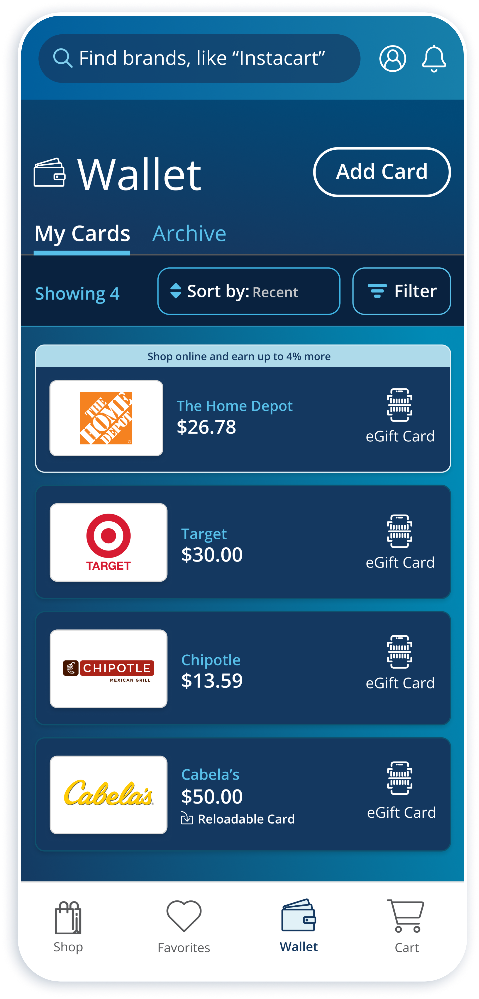 Find brands, like “Instacart”
Wallet
Add Card
My Cards
Archive
Showing 4
Sort by: Recent
Filter
Shop online and earn up to 4% more
THE
HOME
DEPOT
®
The Home Depot
$26.78
eGift Card
TARGET
Target
$30.00
eGift Card
CHIPOTLE
MEXICAN GRILL
Chipotle
$13.59
eGift Card
Cabela's®
Cabela’s
$50.00
Reloadable Card
eGift Card
Shop
Favorites
Wallet
Cart